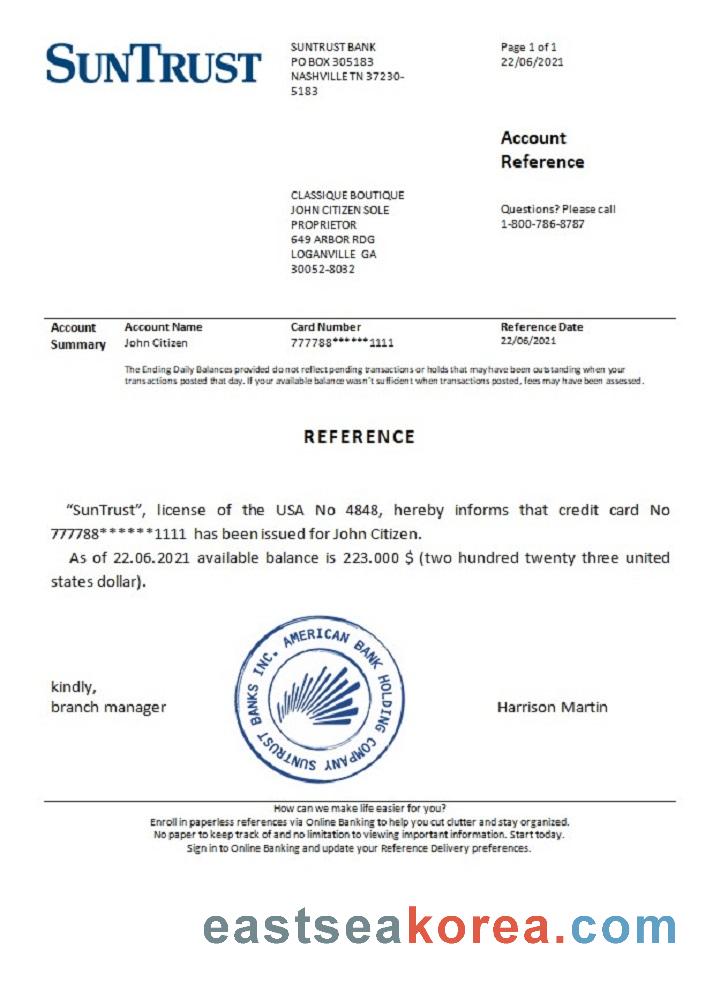 SUNTRUST
SUNTRUST BANK
PO BOX 305183
NASHVILLE TN 37230-
5183
Page 1 of 1
22/06/2021
Account
Reference
CLASSIQUE BOUTIQUE
JOHN CITIZEN SOLE
PROPRIETOR
649 ARBOR RDG
LOGANVILLE GA
30052-8032
Questions? Please call
1-800-786-8787
Account
Summary
Account Name
John Citizen
Card Number
777788******1111
Reference Date
22/06/2021
The Ending Daily Balances provided do not reflect pending transactions or holds that may have been outstanding when your
transactions posted that day. If your available balance wasn't sufficient when transactions posted, fees may have been assessed.
REFERENCE
"SunTrust", license of the USA No 4848, hereby informs that credit card No
777788******1111 has been issued for John Citizen.
As of 22.06.2021 available balance is 223.000 $ (two hundred twenty three united
states dollar).
kindly,
branch manager
SUNTRUST BANKS INC. AMERICAN BANK HOLDING COMPANY
Harrison Martin
How can we make life easier for you?
Enroll in paperless references via Online Banking to help you cut clutter and stay organized.
No paper to keep track of and no limitation to viewing important information. Start today.
Sign in to Online Banking and update your Reference Delivery preferences.
eastseakorea.com